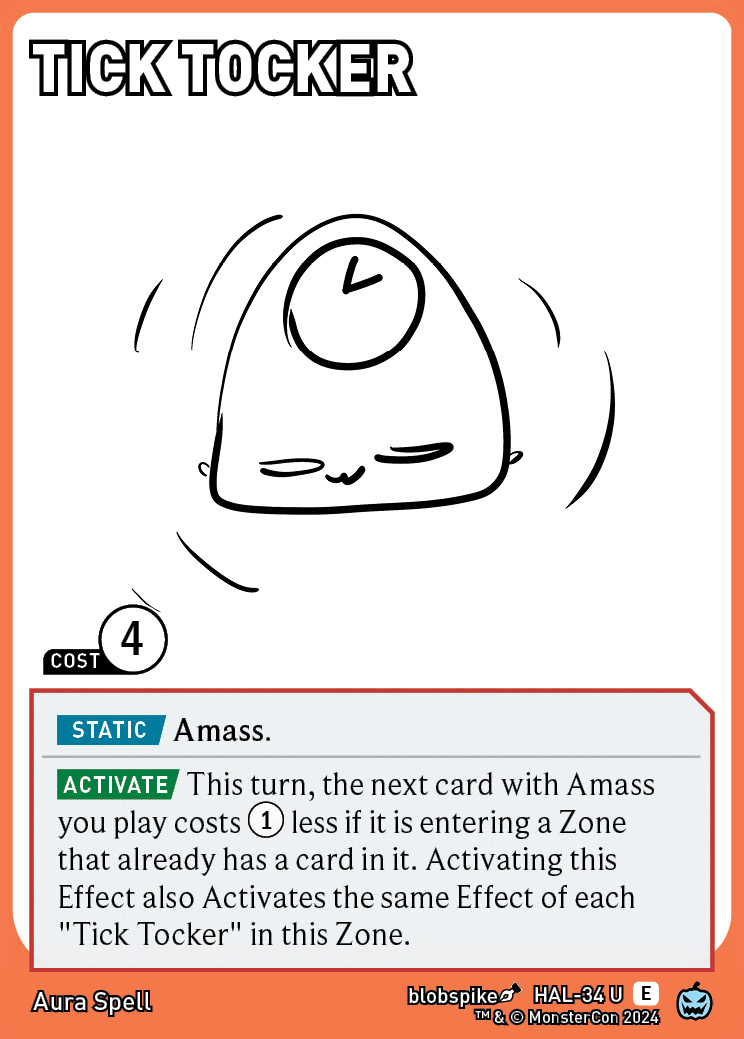 TICK TOCKER
COST 4
STATIC Amass.
ACTIVATE This turn, the next card with Amass
you play costs 1 less if it is entering a Zone
that already has a card in it. Activating this
Effect also Activates the same Effect of each
"Tick Tocker" in this Zone.
Aura Spell
blobspike HAL-34 U E
™ & © MonsterCon 2024